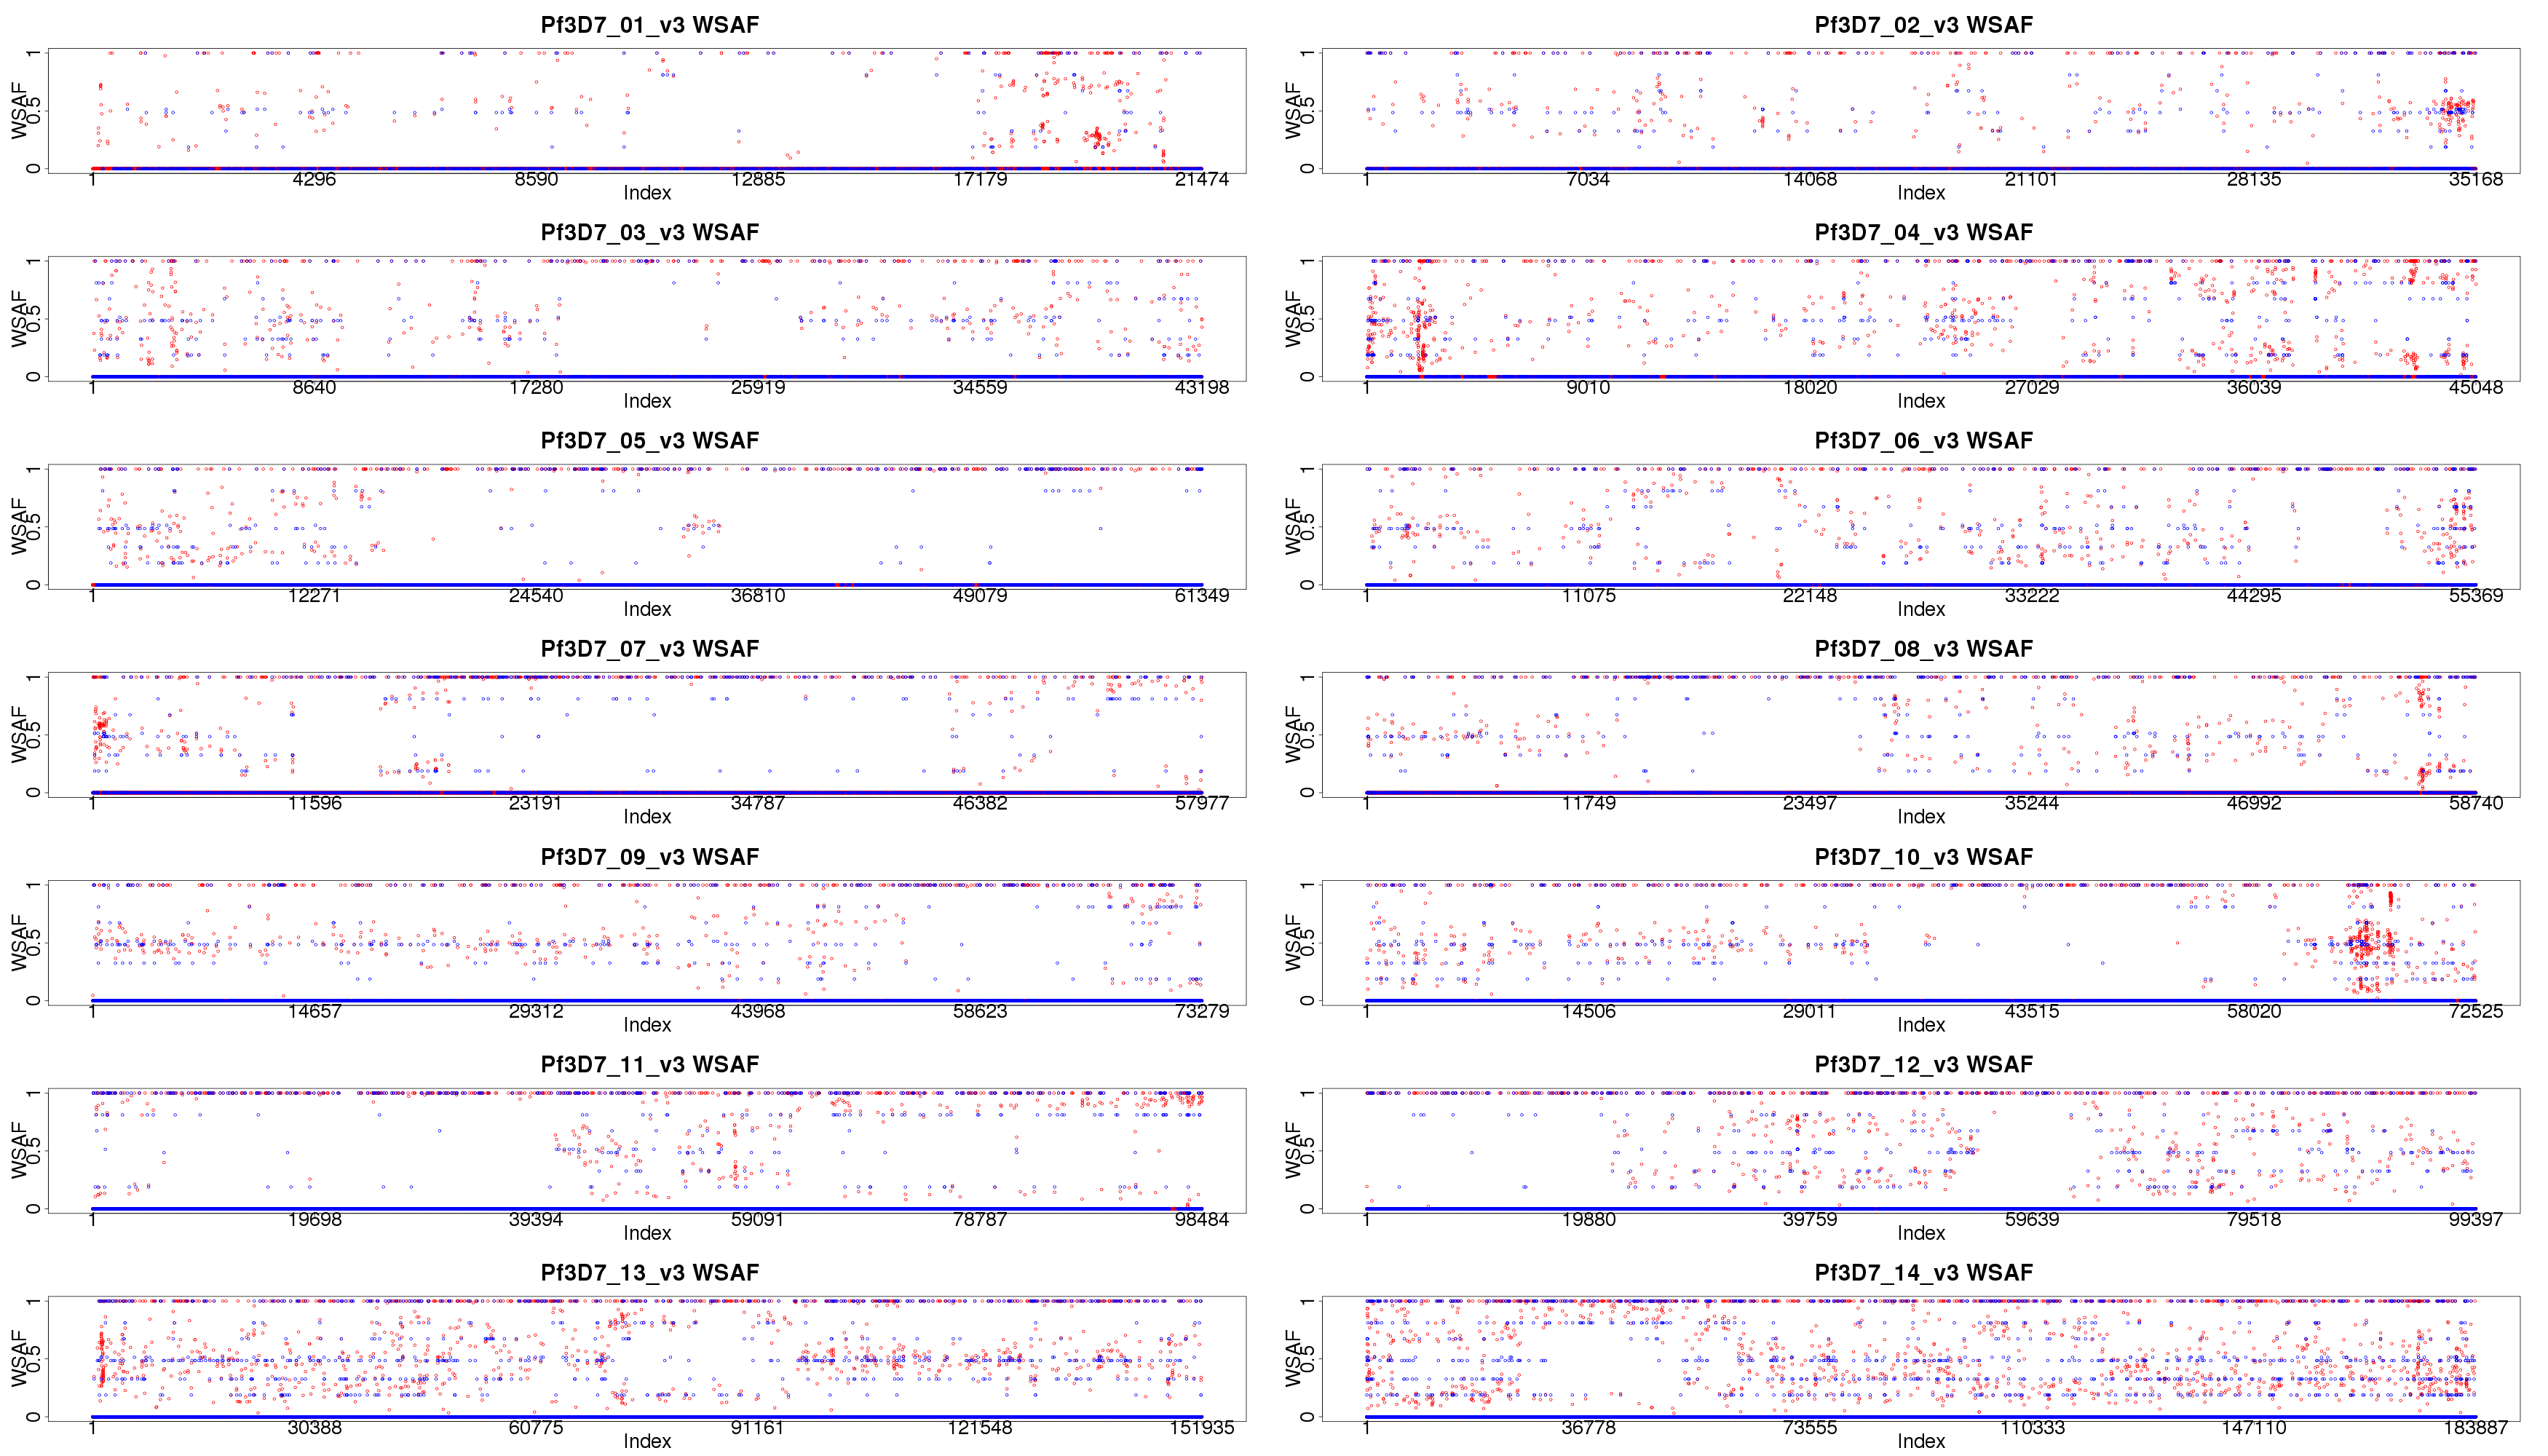 Pf3D7_01_v3 WSAF
WSAF
0 0.5 1
1 4296 8590 12885 17179 21474
Index
Pf3D7_02_v3 WSAF
WSAF
0 0.5 1
1 7034 14068 21101 28135 35168
Index
Pf3D7_03_v3 WSAF
WSAF
0 0.5 1
1 8640 17280 25919 34559 43198
Index
Pf3D7_04_v3 WSAF
WSAF
0 0.5 1
1 9010 18020 27029 36039 45048
Index
Pf3D7_05_v3 WSAF
WSAF
0 0.5 1
1 12271 24540 36810 49079 61349
Index
Pf3D7_06_v3 WSAF
WSAF
0 0.5 1
1 11075 22148 33222 44295 55369
Index
Pf3D7_07_v3 WSAF
WSAF
0 0.5 1
1 11596 23191 34787 46382 57977
Index
Pf3D7_08_v3 WSAF
WSAF
0 0.5 1
1 11749 23497 35244 46992 58740
Index
Pf3D7_09_v3 WSAF
WSAF
0 0.5 1
1 14657 29312 43968 58623 73279
Index
Pf3D7_10_v3 WSAF
WSAF
0 0.5 1
1 14506 29011 43515 58020 72525
Index
Pf3D7_11_v3 WSAF
WSAF
0 0.5 1
1 19698 39394 59091 78787 98484
Index
Pf3D7_12_v3 WSAF
WSAF
0 0.5 1
1 19880 39759 59639 79518 99397
Index
Pf3D7_13_v3 WSAF
WSAF
0 0.5 1
1 30388 60775 91161 121548 151935
Index
Pf3D7_14_v3 WSAF
WSAF
0 0.5 1
1 36778 73555 110333 147110 183887
Index